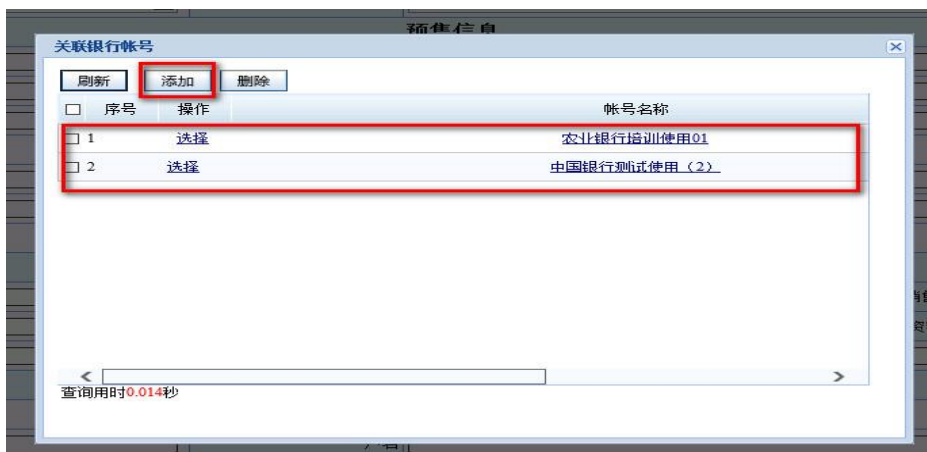 预售信息
关联银行帐号
刷新 添加 删除
序号 操作 帐号名称
1 选择 农业银行培训使用01
2 选择 中国银行测试使用（2）
查询用时0.014秒